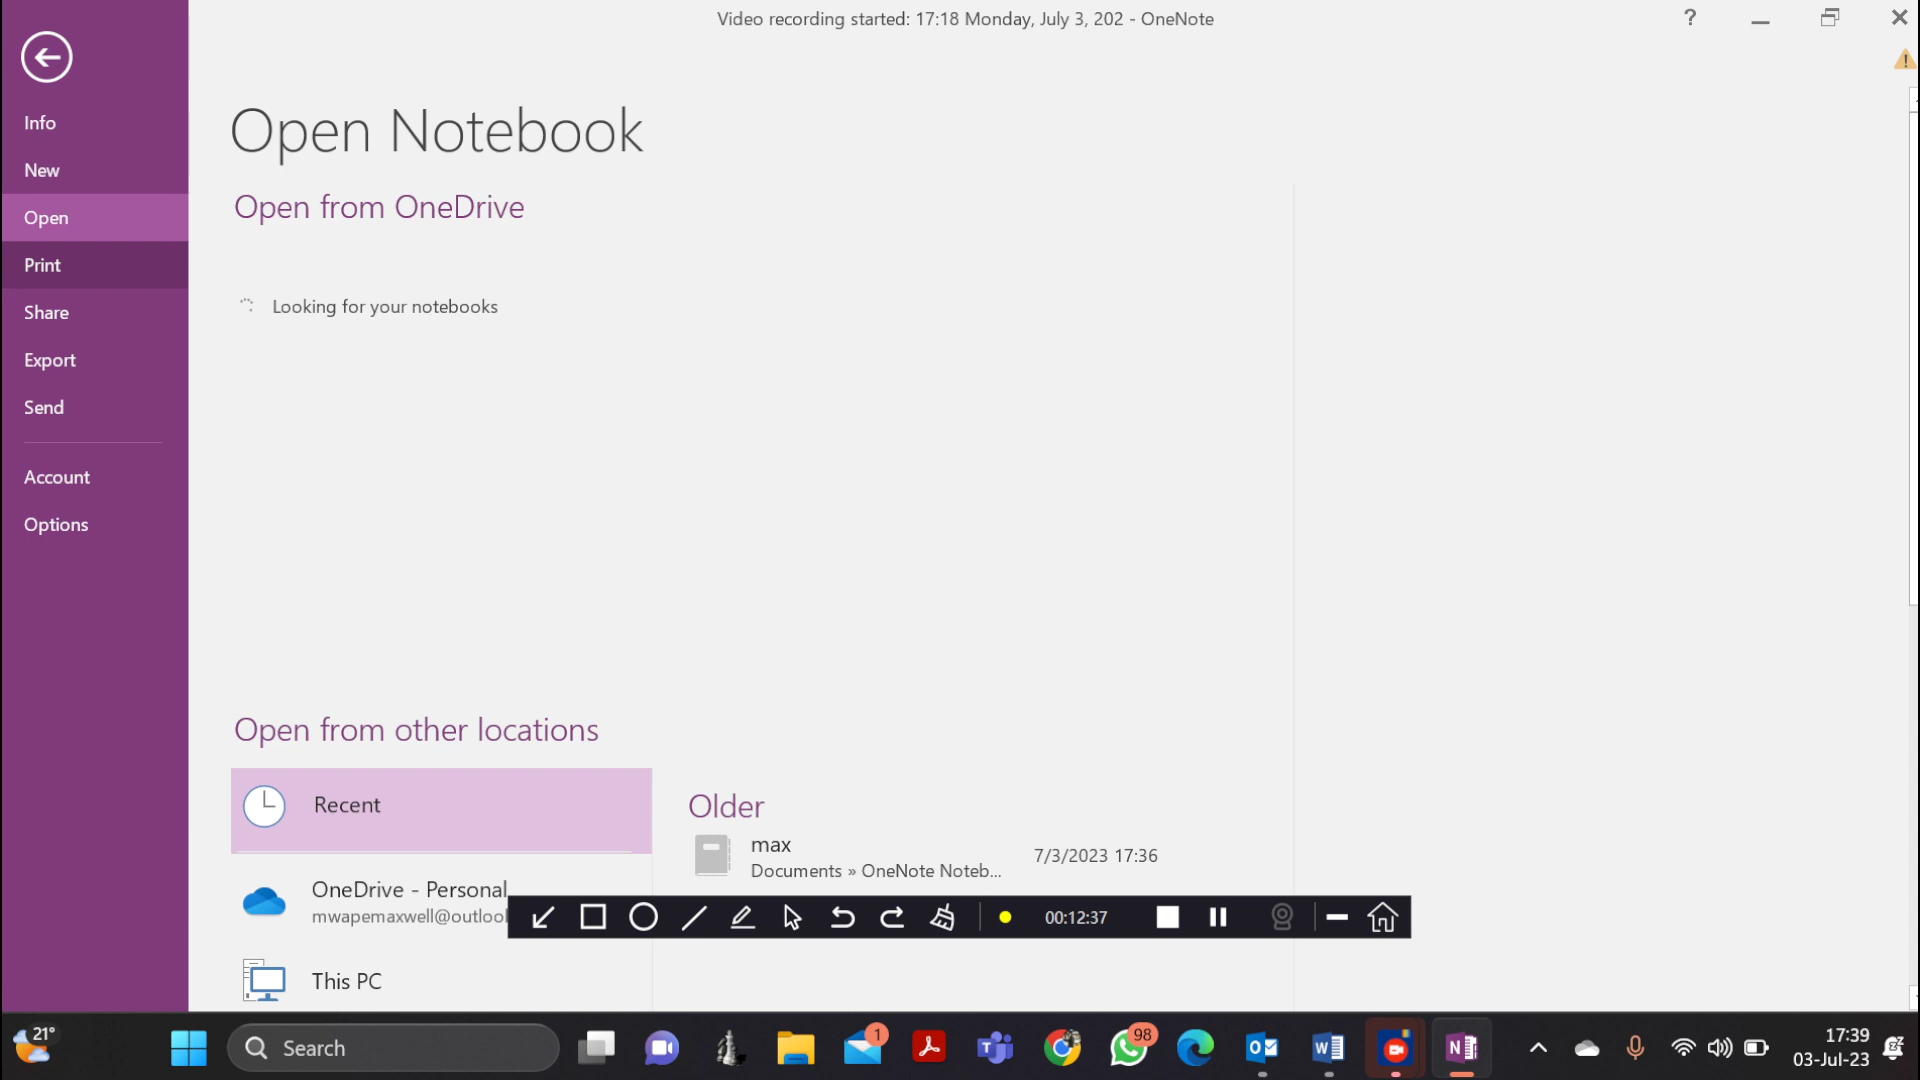 Video recording started: 17:18 Monday, July 3, 202 - OneNote
?
Info
New
Open
Print
Share
Export
Send
Account
Options
Open Notebook
Open from OneDrive
Looking for your notebooks
Open from other locations
Recent
OneDrive - Personal
mwapemaxwell@outlool
This PC
Older
max
Documents » OneNote Noteb...
7/3/2023 17:36
00:12:37
21°
Search
1
98
17:39
03-Jul-23